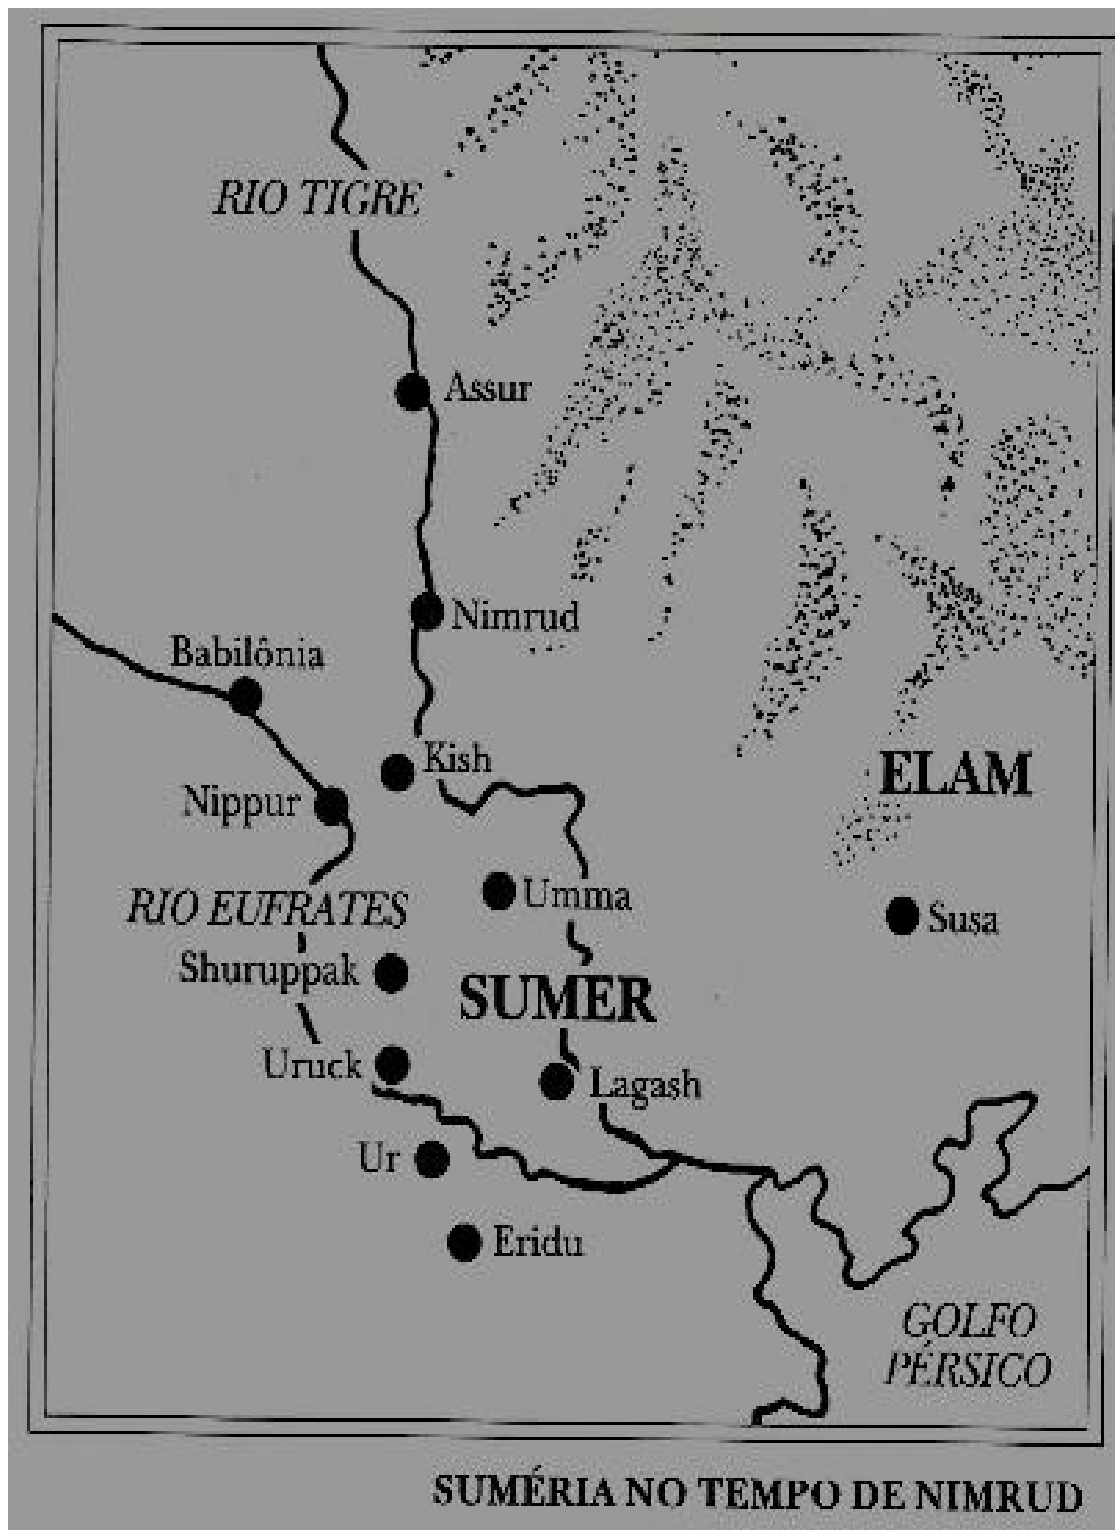 RIO TIGRE
Assur
Nimrud
Babilônia
Kish
Nippur
ELAM
Umma
RIO EUFRATES
Susa
Shuruppak
SUMER
Uruck
Lagash
Ur
Eridu
GOLFO
PÉRSICO
SUMÉRIA NO TEMPO DE NIMRUD